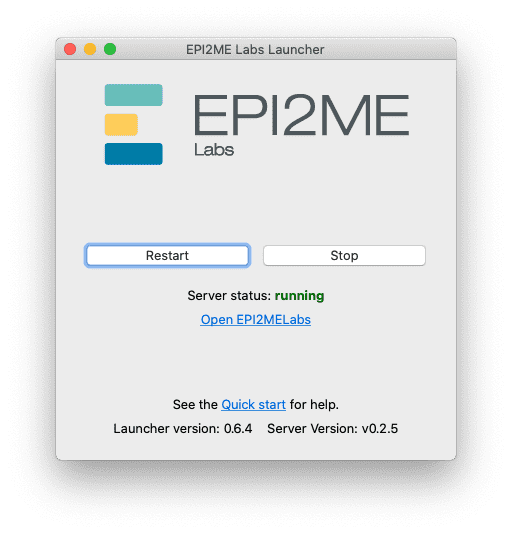 EPI2ME Labs Launcher
EPI2ME
Labs
Restart Stop
Server status: running
Open EPI2MELabs
See the Quick start for help.
Launcher version: 0.6.4 Server Version: v0.2.5